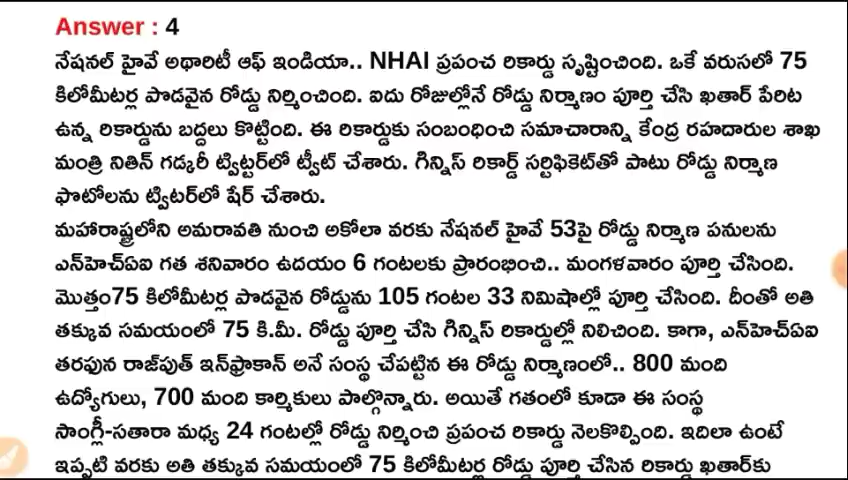 Answer : 4
నేషనల్ హైవే అథారిటీ ఆఫ్ ఇండియా.. NHAI ప్రపంచ రికార్డు సృష్టించింది. ఒకే వరుసలో 75
కిలోమీటర్ల పొడవైన రోడ్డు నిర్మించింది. ఐదు రోజుల్లోనే రోడ్డు నిర్మాణం పూర్తి చేసి ఖతార్ పేరిట
ఉన్న రికార్డును బద్దలు కొట్టింది. ఈ రికార్డుకు సంబంధించి సమాచారాన్ని కేంద్ర రహదారుల శాఖ
మంత్రి నితిన్ గడ్కరీ ట్విట్టర్‌లో ట్వీట్ చేశారు. గిన్నిస్ రికార్డ్ సర్టిఫికెట్‌తో పాటు రోడ్డు నిర్మాణ
ఫొటోలను ట్విటర్‌లో షేర్ చేశారు.
మహారాష్ట్రలోని అమరావతి నుంచి అకోలా వరకు నేషనల్ హైవే 53పై రోడ్డు నిర్మాణ పనులను
ఎన్‌హెచ్‌ఏఐ గత శనివారం ఉదయం 6 గంటలకు ప్రారంభించి.. మంగళవారం పూర్తి చేసింది.
మొత్తం75 కిలోమీటర్ల పొడవైన రోడ్డును 105 గంటల 33 నిమిషాల్లో పూర్తి చేసింది. దీంతో అతి
తక్కువ సమయంలో 75 కి.మీ. రోడ్డు పూర్తి చేసి గిన్నిస్ రికార్డుల్లో నిలిచింది. కాగా, ఎన్‌హెచ్‌ఏఐ
తరఫున రాజ్‌పుత్ ఇన్‌ఫ్రాకాన్ అనే సంస్థ చేపట్టిన ఈ రోడ్డు నిర్మాణంలో.. 800 మంది
ఉద్యోగులు, 700 మంది కార్మికులు పాల్గొన్నారు. అయితే గతంలో కూడా ఈ సంస్థ
సాంగ్లీ-సతారా మధ్య 24 గంటల్లో రోడ్డు నిర్మించి ప్రపంచ రికార్డు నెలకొల్పింది. ఇదిలా ఉంటే
ఇప్పటి వరకు అతి తక్కువ సమయంలో 75 కిలోమీటర్ల రోడ్డు పూర్తి చేసిన రికార్డు ఖతార్‌కు